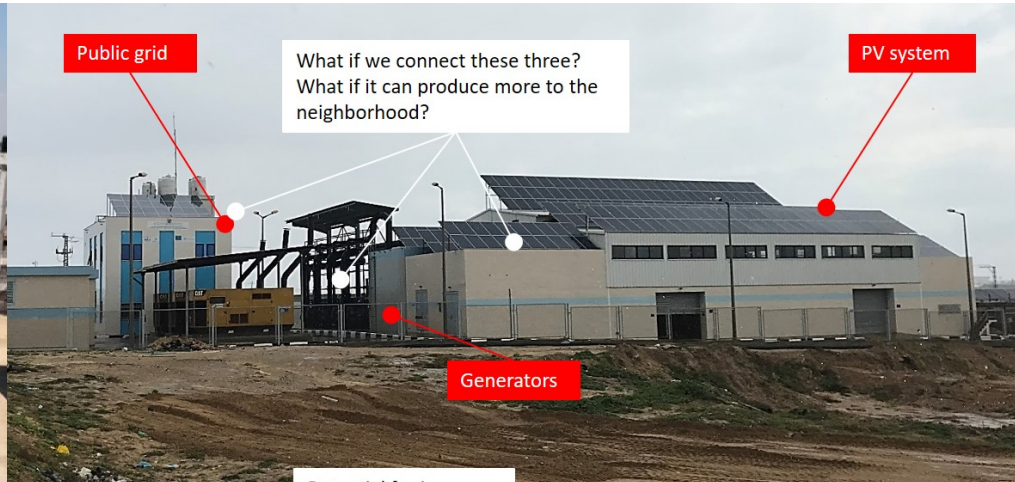 Public grid
What if we connect these three?
What if it can produce more to the
neighborhood?
PV system
CAT
Generators